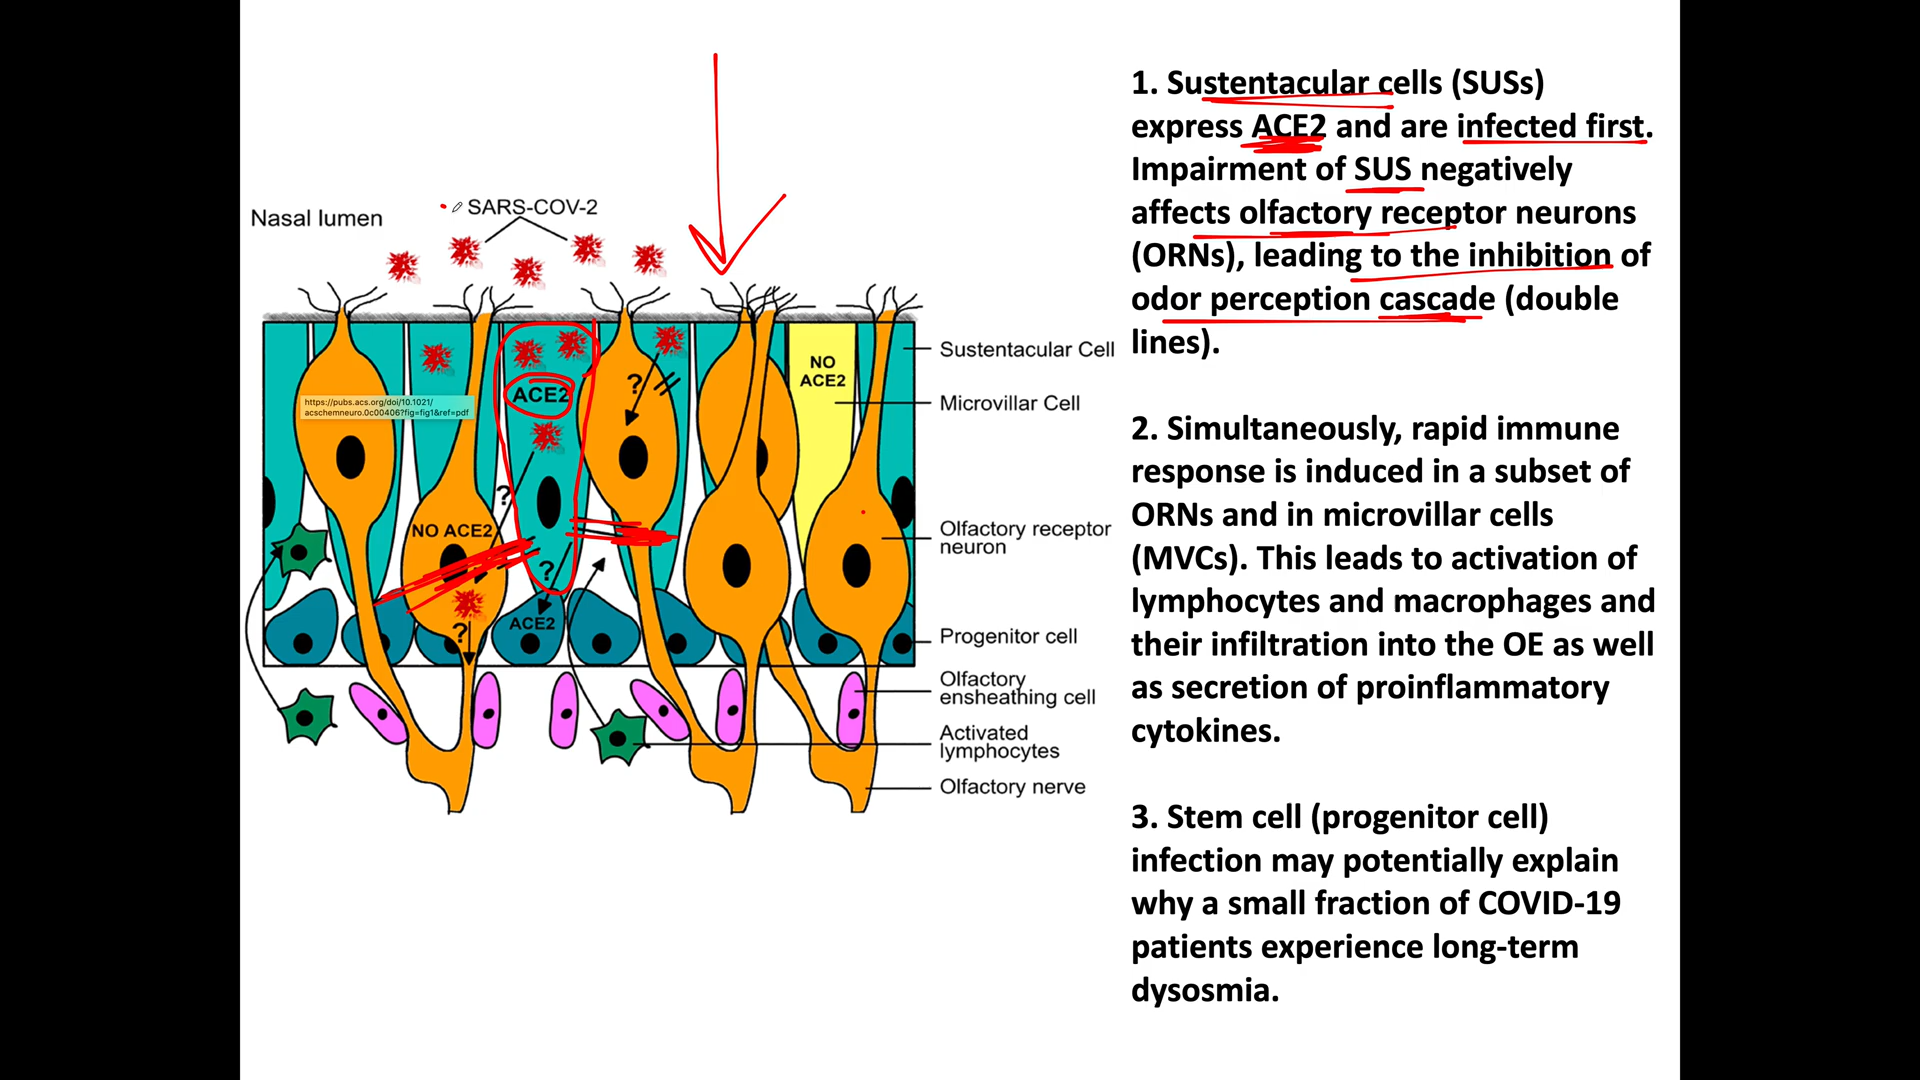 Nasal lumen
SARS-COV-2
ACE2
?
NO
ACE2
https://pubs.acs.org/doi/10.1021/
acschemneuro.0c00406?fig=fig1&ref=pdf
?
NO ACE2
?
ACE2
?
Sustentacular Cell
Microvillar Cell
Olfactory receptor
neuron
Progenitor cell
Olfactory
ensheathing cell
Activated
lymphocytes
Olfactory nerve
1. Sustentacular cells (SUSs)
express ACE2 and are infected first.
Impairment of SUS negatively
affects olfactory receptor neurons
(ORNs), leading to the inhibition of
odor perception cascade (double
lines).
2. Simultaneously, rapid immune
response is induced in a subset of
ORNs and in microvillar cells
(MVCs). This leads to activation of
lymphocytes and macrophages and
their infiltration into the OE as well
as secretion of proinflammatory
cytokines.
3. Stem cell (progenitor cell)
infection may potentially explain
why a small fraction of COVID-19
patients experience long-term
dysosmia.